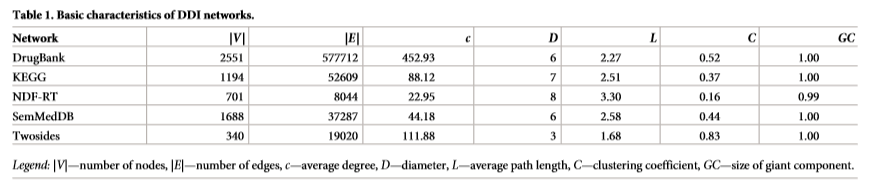 Table 1. Basic characteristics of DDI networks.
Network |V| |E| c D L C GC
DrugBank 2551 577712 452.93 6 2.27 0.52 1.00
KEGG 1194 52609 88.12 7 2.51 0.37 1.00
NDF-RT 701 8044 22.95 8 3.30 0.16 0.99
SemMedDB 1688 37287 44.18 6 2.58 0.44 1.00
Twosides 340 19020 111.88 3 1.68 0.83 1.00
Legend: |V|—number of nodes, |E|—number of edges, c—average degree, D—diameter, L—average path length, C—clustering coefficient, GC—size of giant component.